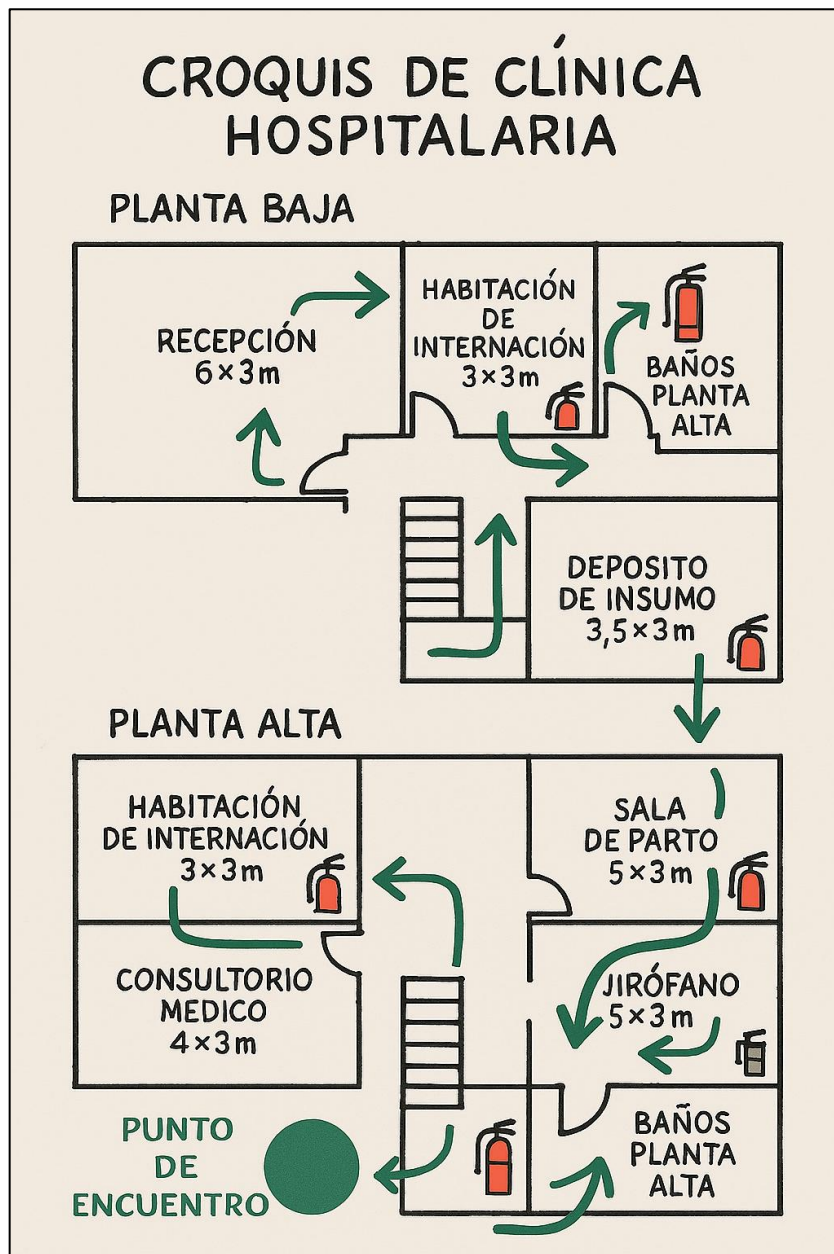 CROQUIS DE CLÍNICA
HOSPITALARIA
PLANTA BAJA
RECEPCIÓN
6×3m
HABITACIÓN
DE
INTERNACIÓN
3×3m
BAÑOS
PLANTA
ALTA
DEPOSITO
DE INSUMO
3,5×3m
PLANTA ALTA
HABITACIÓN
DE INTERNACIÓN
3×3m
SALA
DE PARTO
5×3m
CONSULTORIO
MEDICO
4×3m
JIRÓFANO
5×3m
PUNTO
DE
ENCUENTRO
BAÑOS
PLANTA
ALTA